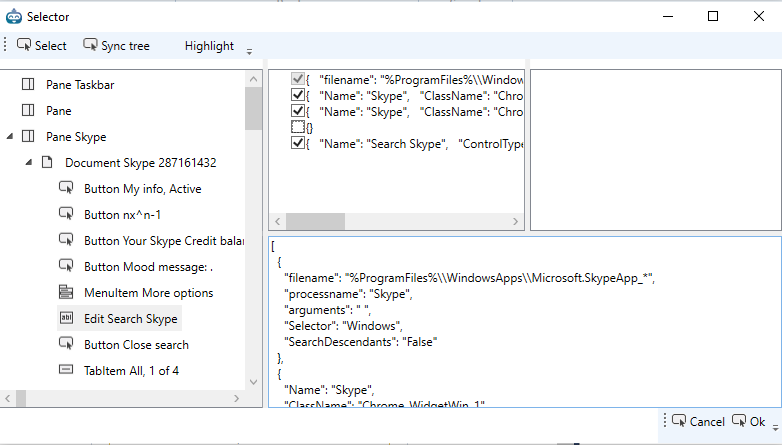 Selector
Select Sync tree Highlight
Pane Taskbar
Pane
Pane Skype
Document Skype 287161432
Button My info, Active
Button nx^n-1
Button Your Skype Credit bala
Button Mood message: .
MenuItem More options
Edit Search Skype
Button Close search
TabItem All, 1 of 4
{ "filename": "%ProgramFiles%\\Window
{ "Name": "Skype", "ClassName": "Chro
{ "Name": "Skype", "ClassName": "Chro
{}
{ "Name": "Search Skype", "ControlType
[
{
"filename": "%ProgramFiles%\\WindowsApps\\Microsoft.SkypeApp_*",
"processname": "Skype",
"arguments": " ",
"Selector": "Windows",
"SearchDescendants": "False"
},
{
"Name": "Skype",
"ClassName": "Chrome_WidgetWin_1"
Cancel Ok